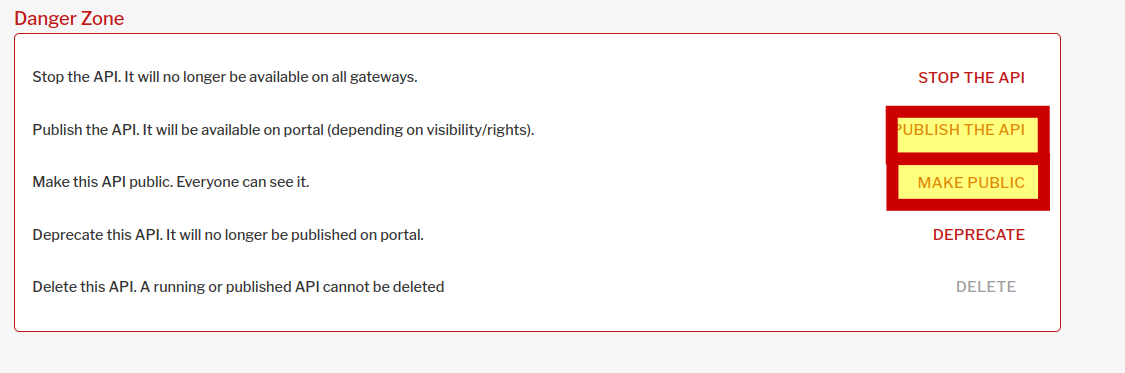 Danger Zone
Stop the API. It will no longer be available on all gateways. STOP THE API
Publish the API. It will be available on portal (depending on visibility/rights). PUBLISH THE API
Make this API public. Everyone can see it. MAKE PUBLIC
Deprecate this API. It will no longer be published on portal. DEPRECATE
Delete this API. A running or published API cannot be deleted DELETE